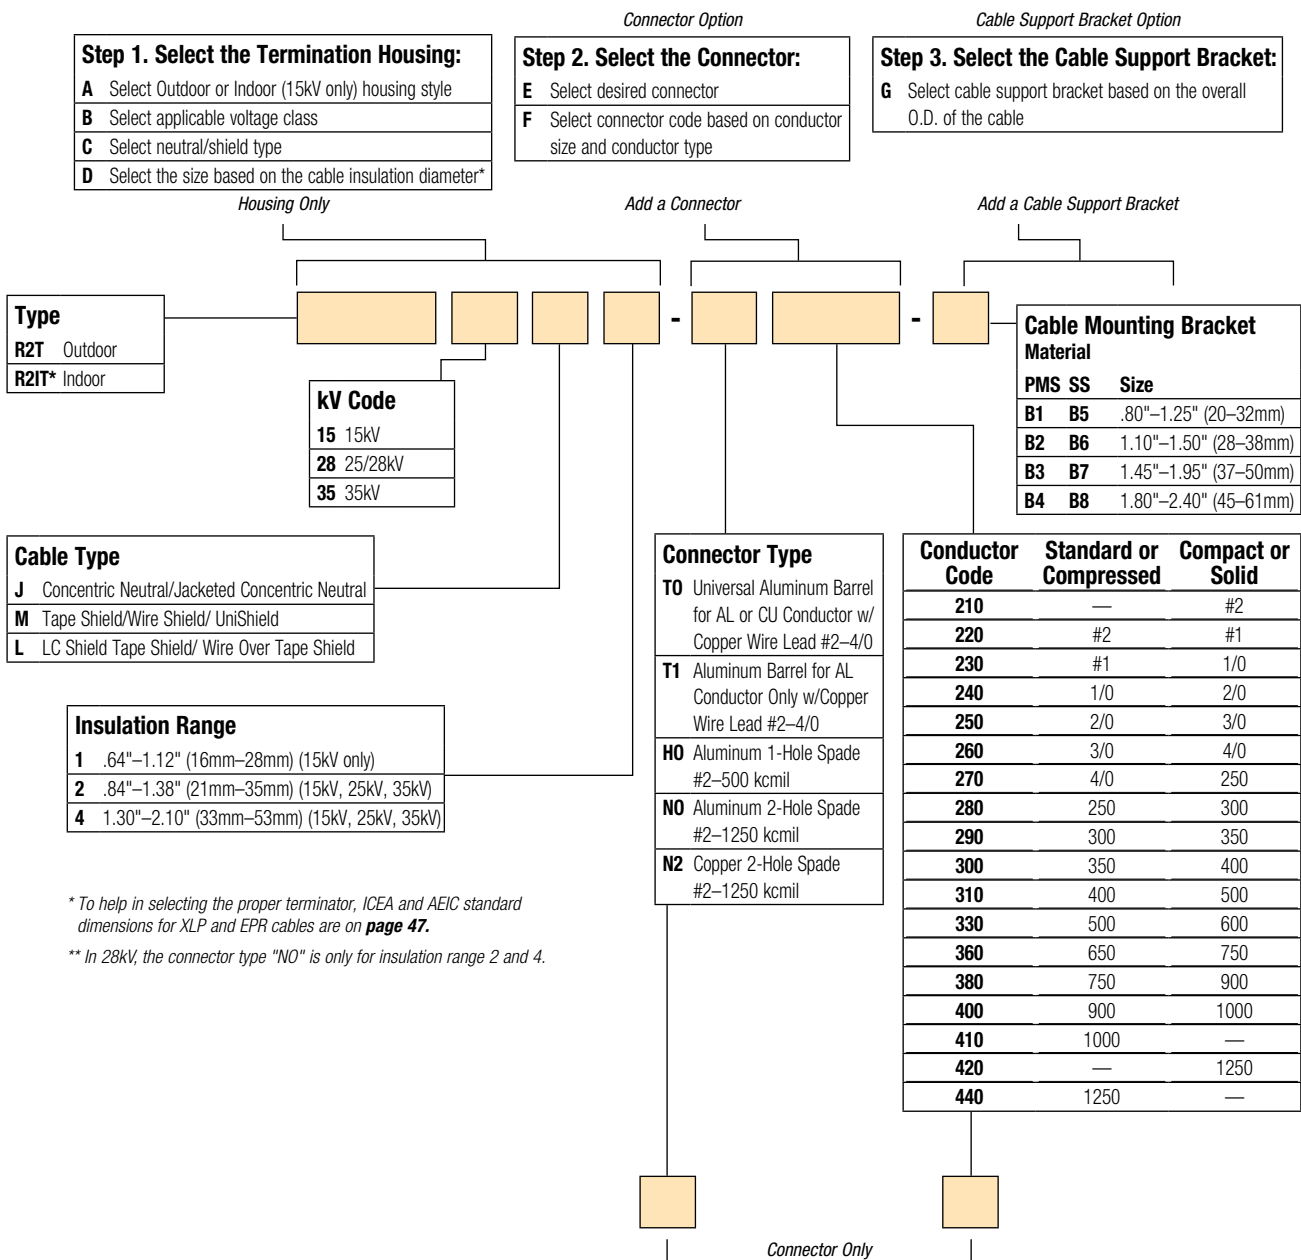 Connector Option
Cable Support Bracket Option
Step 1. Select the Termination Housing:
A Select Outdoor or Indoor (15kV only) housing style
B Select applicable voltage class
C Select neutral/shield type
D Select the size based on the cable insulation diameter*
Step 2. Select the Connector:
E Select desired connector
F Select connector code based on conductor
size and conductor type
Step 3. Select the Cable Support Bracket:
G Select cable support bracket based on the overall
O.D. of the cable
Housing Only
Add a Connector
Add a Cable Support Bracket
Type
R2T Outdoor
R2IT* Indoor
-
-
Cable Mounting Bracket
Material
PMS SS Size
B1 B5 .80"–1.25" (20–32mm)
B2 B6 1.10"–1.50" (28–38mm)
B3 B7 1.45"–1.95" (37–50mm)
B4 B8 1.80"–2.40" (45–61mm)
kV Code
15 15kV
28 25/28kV
35 35kV
Cable Type
J Concentric Neutral/Jacketed Concentric Neutral
M Tape Shield/Wire Shield/ UniShield
L LC Shield Tape Shield/ Wire Over Tape Shield
Insulation Range
1 .64"–1.12" (16mm–28mm) (15kV only)
2 .84"–1.38" (21mm–35mm) (15kV, 25kV, 35kV)
4 1.30"–2.10" (33mm–53mm) (15kV, 25kV, 35kV)
* To help in selecting the proper terminator, ICEA and AEIC standard
dimensions for XLP and EPR cables are on page 47.
** In 28kV, the connector type "NO" is only for insulation range 2 and 4.
Connector Type
T0 Universal Aluminum Barrel
for AL or CU Conductor w/
Copper Wire Lead #2–4/0
T1 Aluminum Barrel for AL
Conductor Only w/Copper
Wire Lead #2–4/0
H0 Aluminum 1-Hole Spade
#2–500 kcmil
N0 Aluminum 2-Hole Spade
#2–1250 kcmil
N2 Copper 2-Hole Spade
#2–1250 kcmil
Conductor Code Standard or Compressed Compact or Solid
210 — #2
220 #2 #1
230 #1 1/0
240 1/0 2/0
250 2/0 3/0
260 3/0 4/0
270 4/0 250
280 250 300
290 300 350
300 350 400
310 400 500
330 500 600
360 650 750
380 750 900
400 900 1000
410 1000 —
420 — 1250
440 1250 —
Connector Only